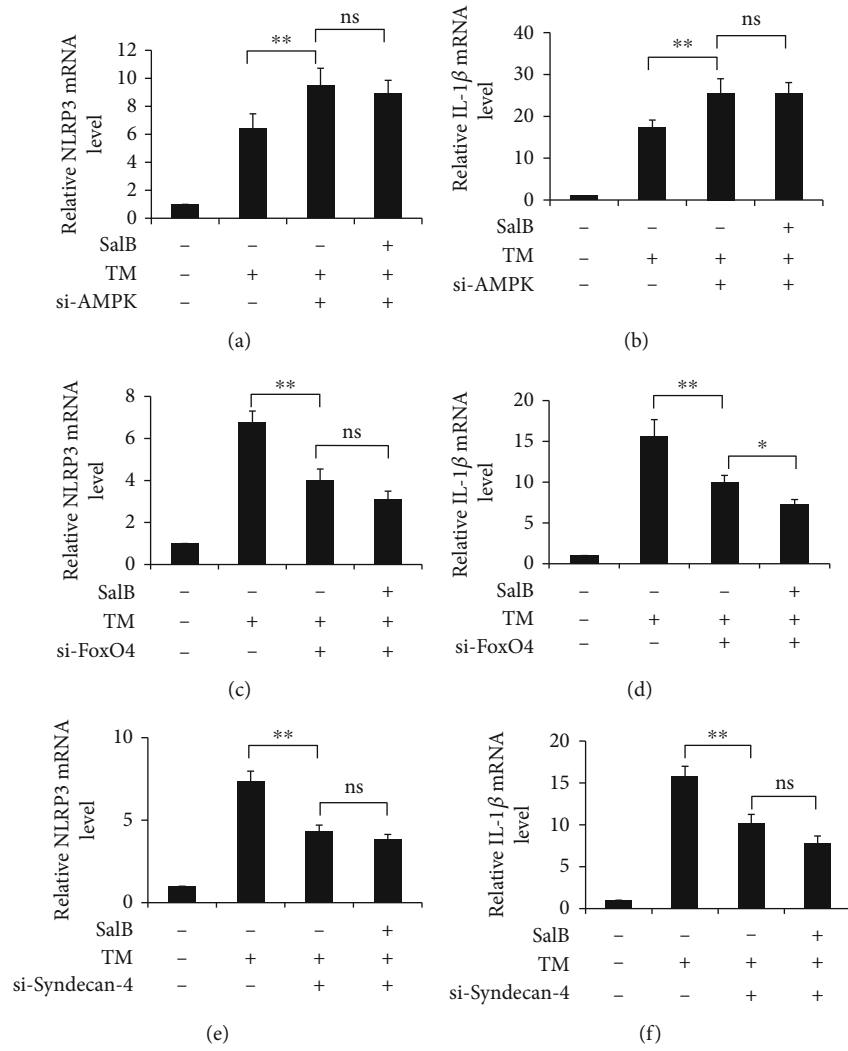 Relative NLRP3 mRNA
level
12
10
8
6
4
2
0
**
ns
SalB – – – +
TM – + + +
si-AMPK – – + +
(a)
Relative IL-1β mRNA
level
40
30
20
10
0
**
ns
SalB – – – +
TM – + + +
si-AMPK – – + +
(b)
Relative NLRP3 mRNA
level
8
6
4
2
0
**
ns
SalB – – – +
TM – + + +
si-FoxO4 – – + +
(c)
Relative IL-1β mRNA
level
20
15
10
5
0
**
*
SalB – – – +
TM – + + +
si-FoxO4 – – + +
(d)
Relative NLRP3 mRNA
level
10
5
0
**
ns
SalB – – – +
TM – + + +
si-Syndecan-4 – – + +
(e)
Relative IL-1β mRNA
level
20
15
10
5
0
**
ns
SalB – – – +
TM – + + +
si-Syndecan-4 – – + +
(f)